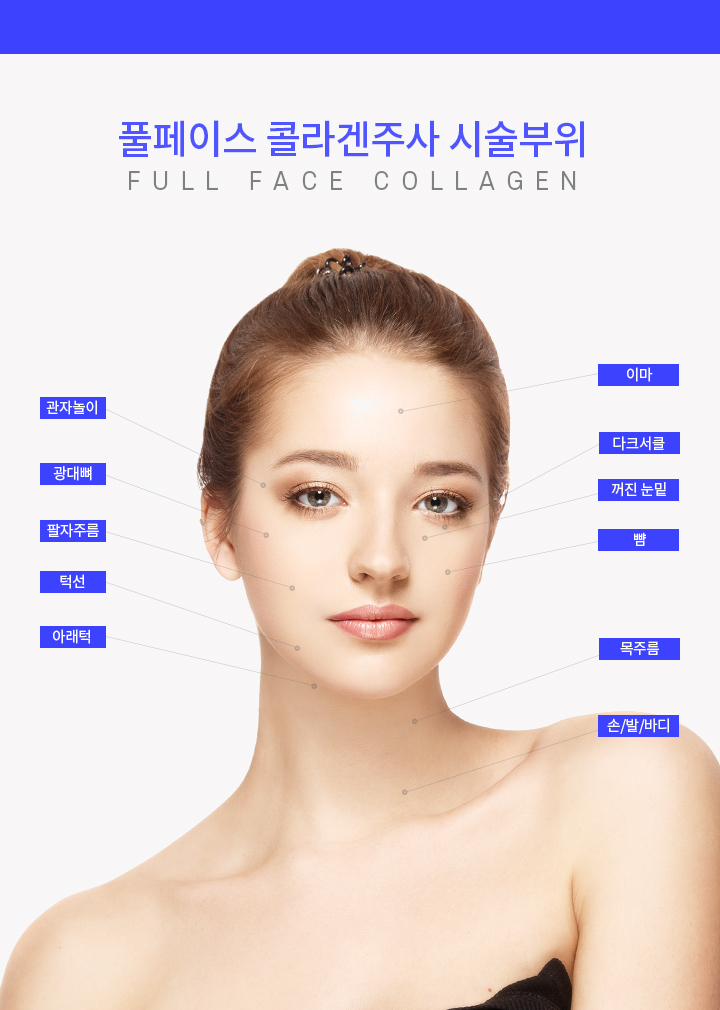 풀페이스 콜라겐주사 시술부위
FULL FACE COLLAGEN
이마
관자놀이
다크서클
광대뼈
꺼진 눈밑
팔자주름
뺨
턱선
아래턱
목주름
손/발/바디